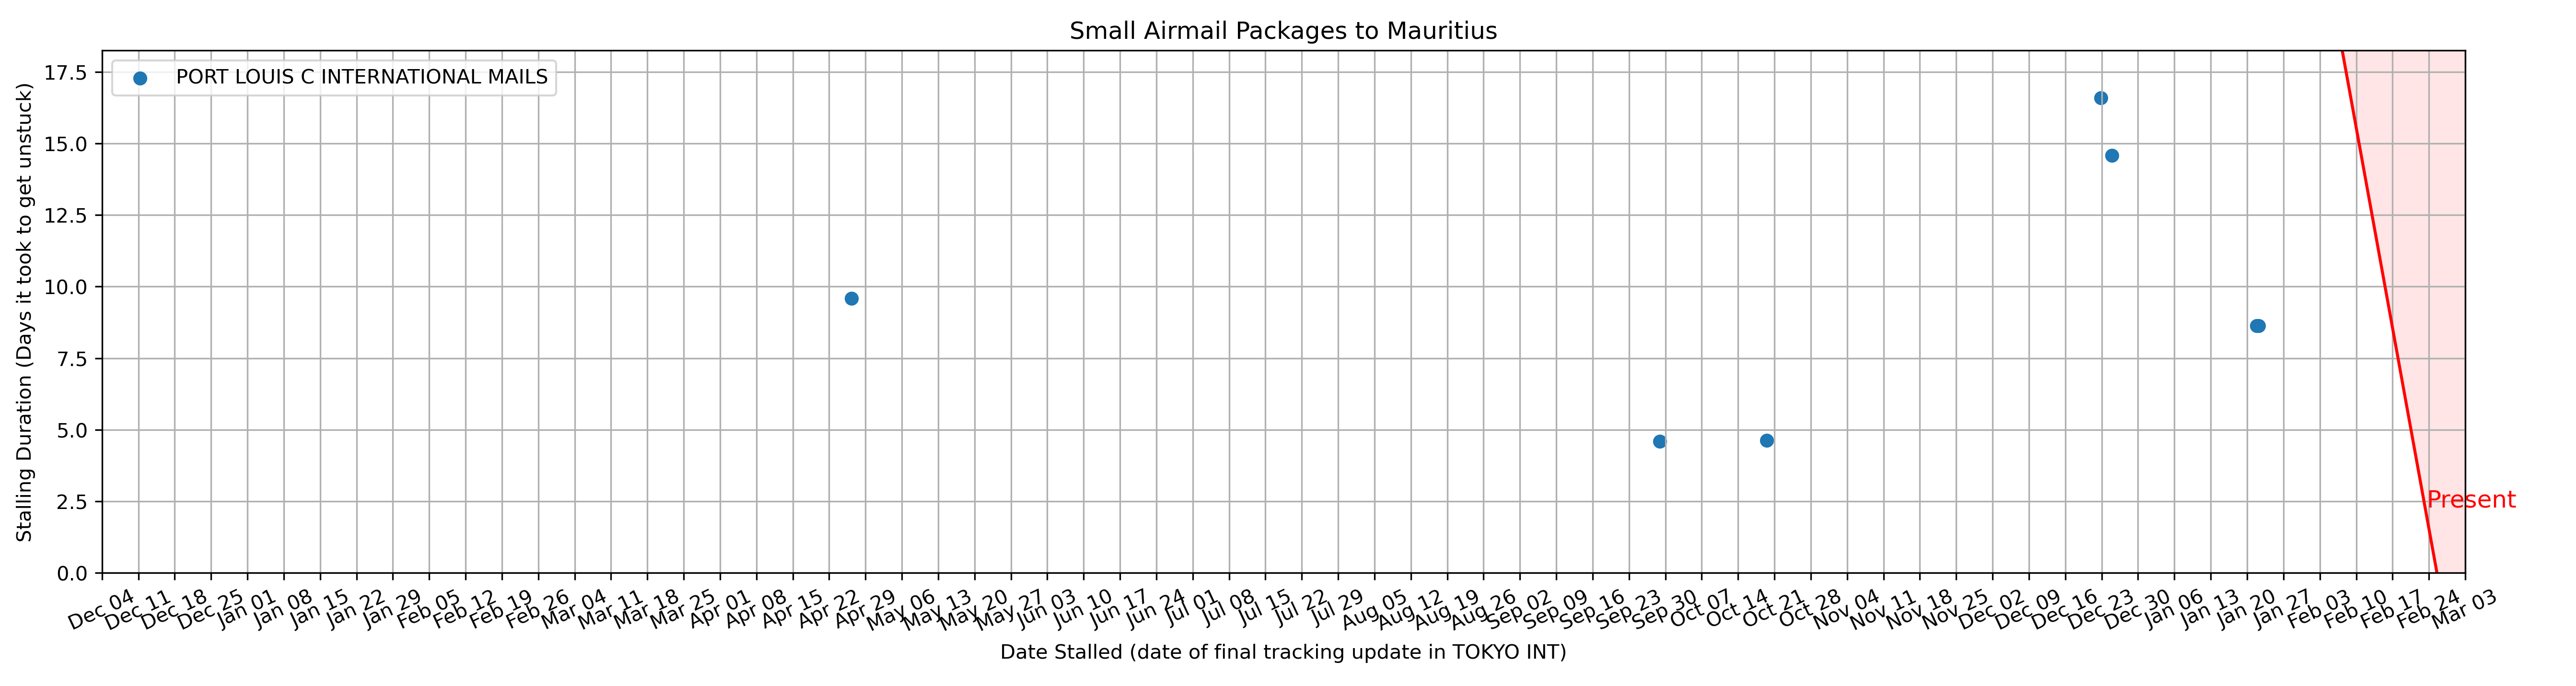 Small Airmail Packages to Mauritius
PORT LOUIS C INTERNATIONAL MAILS
Stalling Duration (Days it took to get unstuck)
17.5
15.0
12.5
10.0
7.5
5.0
2.5
0.0
Present
Dec 04
Dec 11
Dec 18
Dec 25
Jan 01
Jan 08
Jan 15
Jan 22
Jan 29
Feb 05
Feb 12
Feb 19
Feb 26
Mar 04
Mar 11
Mar 18
Mar 25
Apr 01
Apr 08
Apr 15
Apr 22
Apr 29
May 06
May 13
May 20
May 27
Jun 03
Jun 10
Jun 17
Jun 24
Jul 01
Jul 08
Jul 15
Jul 22
Jul 29
Aug 05
Aug 12
Aug 19
Aug 26
Sep 02
Sep 09
Sep 16
Sep 23
Sep 30
Oct 07
Oct 14
Oct 21
Oct 28
Nov 04
Nov 11
Nov 18
Nov 25
Dec 02
Dec 09
Dec 16
Dec 23
Dec 30
Jan 06
Jan 13
Jan 20
Jan 27
Feb 03
Feb 10
Feb 17
Feb 24
Mar 03
Date Stalled (date of final tracking update in TOKYO INT)